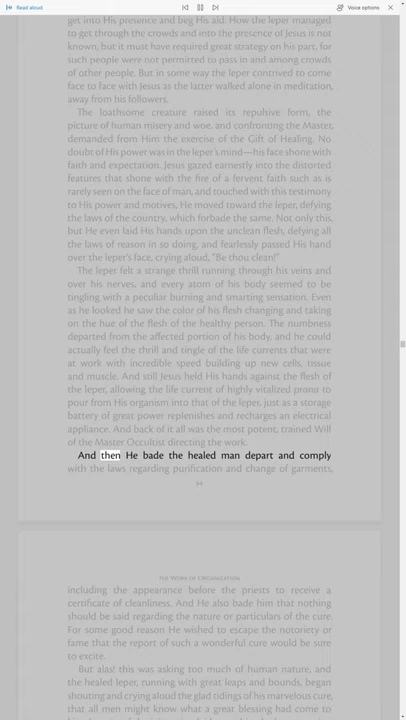 Read aloud
Voice options
get into His presence and beg His aid. How the leper managed
to get through the crowds and into the presence of Jesus is not
known, but it must have required great strategy on his part, for
such people were not permitted to pass in and among crowds
of other people. But in some way the leper contrived to come
face to face with Jesus as the latter walked alone in meditation,
away from his followers.
The loathsome creature raised its repulsive form, the
picture of human misery and woe, and confronting the Master,
demanded from Him the exercise of the Gift of Healing. No
doubt of His power was in the leper's mind—his face shone with
faith and expectation. Jesus gazed earnestly into the distorted
features that shone with the fire of a fervent faith such as is
rarely seen on the face of man, and touched with this testimony
to His power and motives, He moved toward the leper, defying
the laws of the country, which forbade the same. Not only this,
but He even laid His hands upon the unclean flesh, defying all
the laws of reason in so doing, and fearlessly passed His hand
over the leper's face, crying aloud, "Be thou clean!"
The leper felt a strange thrill running through his veins and
over his nerves, and every atom of his body seemed to be
tingling with a peculiar burning and smarting sensation. Even
as he looked he saw the color of his flesh changing and taking
on the hue of the flesh of the healthy person. The numbness
departed from the affected portion of his body, and he could
actually feel the thrill and tingle of the life currents that were
at work with incredible speed building up new cells, tissue
and muscle. And still Jesus held His hands against the flesh of
the leper, allowing the life current of highly vitalized prana to
pour from His organism into that of the leper, just as a storage
battery of great power replenishes and recharges an electrical
appliance. And back of it all was the most potent, trained Will
of the Master Occultist directing the work.
And then He bade the healed man depart and comply
with the laws regarding purification and change of garments,
THE WORK OF ORGANIZATION
including the appearance before the priests to receive a
certificate of cleanliness. And He also bade him that nothing
should be said regarding the nature or particulars of the cure.
For some good reason He wished to escape the notoriety or
fame that the report of such a wonderful cure would be sure
to excite.
But alas! this was asking too much of human nature, and
the healed leper, running with great leaps and bounds, began
shouting and crying aloud the glad tidings of his marvelous cure,
that all men might know what a great blessing had come to